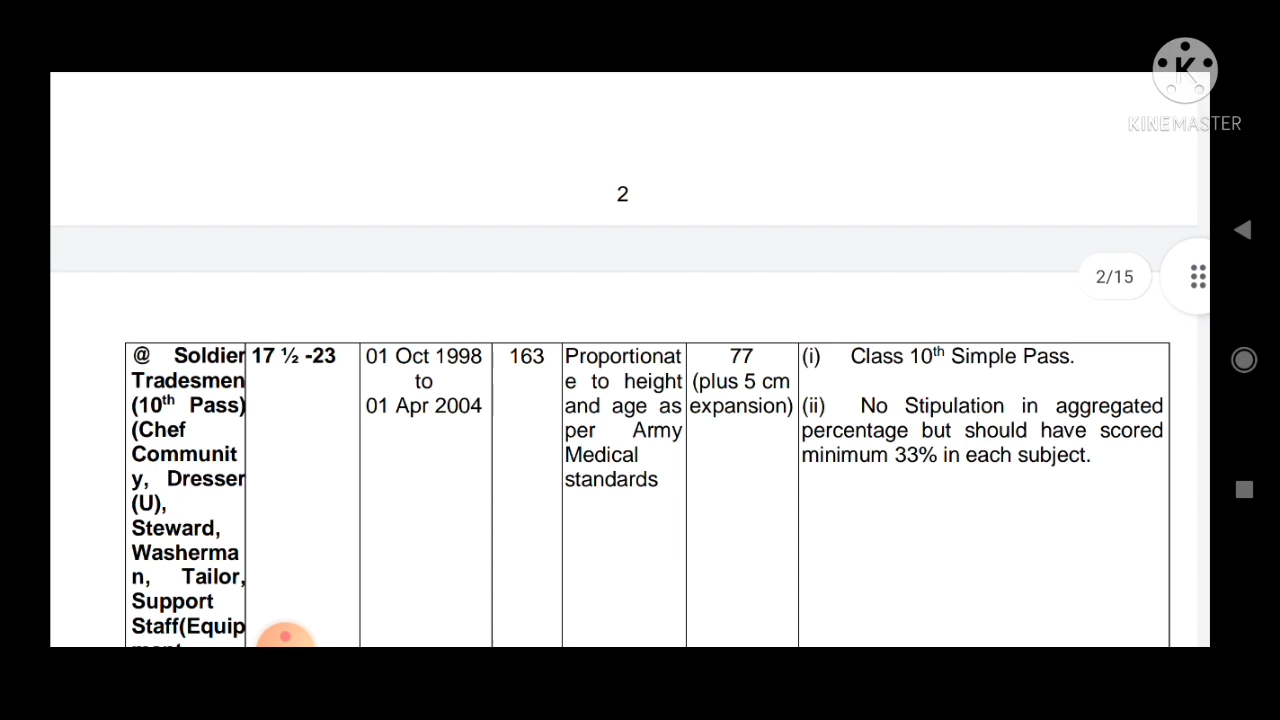 K
KINEMASTER
2
2/15
@ Soldier
Tradesmen
(10th Pass)
(Chef
Communit
y, Dresser
(U),
Steward,
Washerma
n, Tailor,
Support
Staff(Equip
17 ½ -23
01 Oct 1998
to
01 Apr 2004
163
Proportionat
e to height
and age as
per Army
Medical
standards
77
(plus 5 cm
expansion)
(i) Class 10th Simple Pass.
(ii) No Stipulation in aggregated
percentage but should have scored
minimum 33% in each subject.